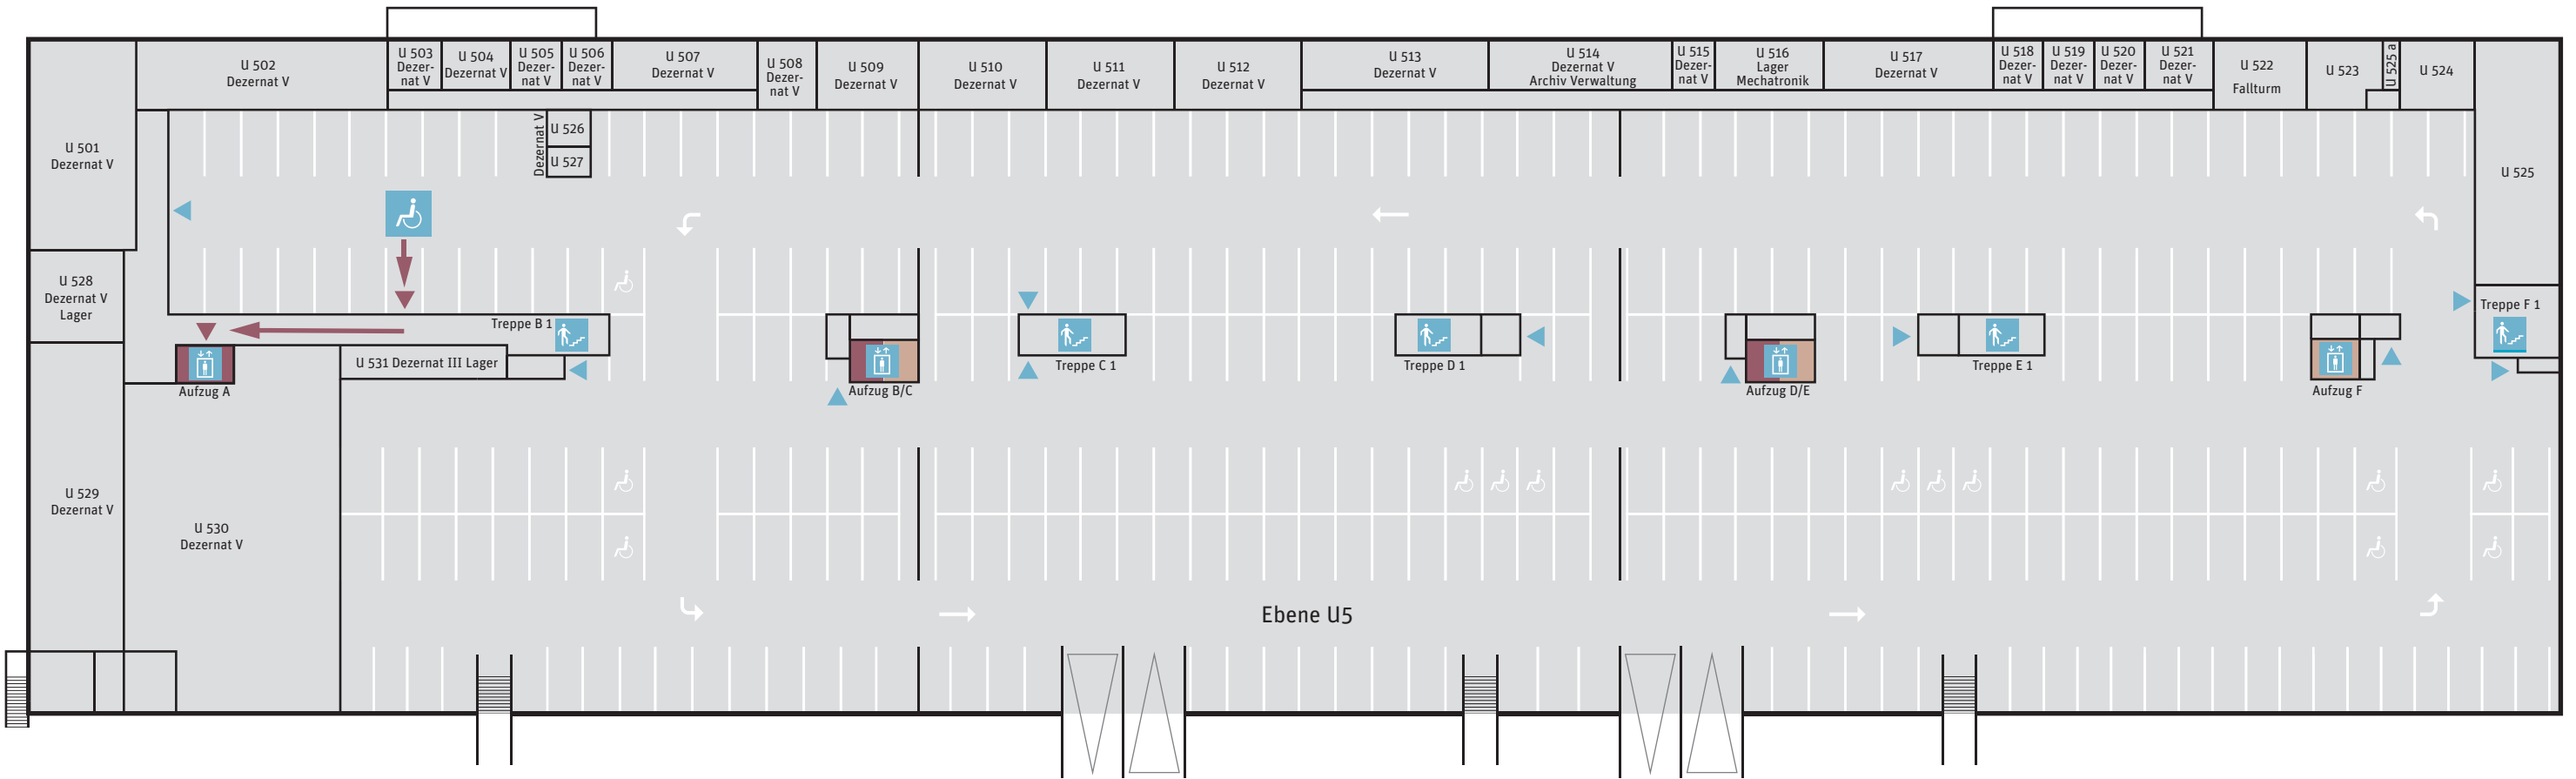 U 501
Dezernat V
U 502
Dezernat V
U 503
Dezer-
nat V
U 504
Dezernat V
U 505
Dezer-
nat V
U 506
Dezer-
nat V
U 507
Dezernat V
U 508
Dezer-
nat V
U 509
Dezernat V
U 510
Dezernat V
U 511
Dezernat V
U 512
Dezernat V
U 513
Dezernat V
U 514
Dezernat V
Archiv Verwaltung
U 515
Dezer-
nat V
U 516
Lager
Mechatronik
U 517
Dezernat V
U 518
Dezer-
nat V
U 519
Dezer-
nat V
U 520
Dezer-
nat V
U 521
Dezer-
nat V
U 522
Fallturm
U 523
U 525 a
U 524
U 525
Dezernat V
U 526
U 527
U 528
Dezernat V
Lager
Treppe B 1
U 531 Dezernat III Lager
Aufzug A
Aufzug B/C
Treppe C 1
Treppe D 1
Aufzug D/E
Treppe E 1
Aufzug F
Treppe F 1
U 529
Dezernat V
U 530
Dezernat V
Ebene U5